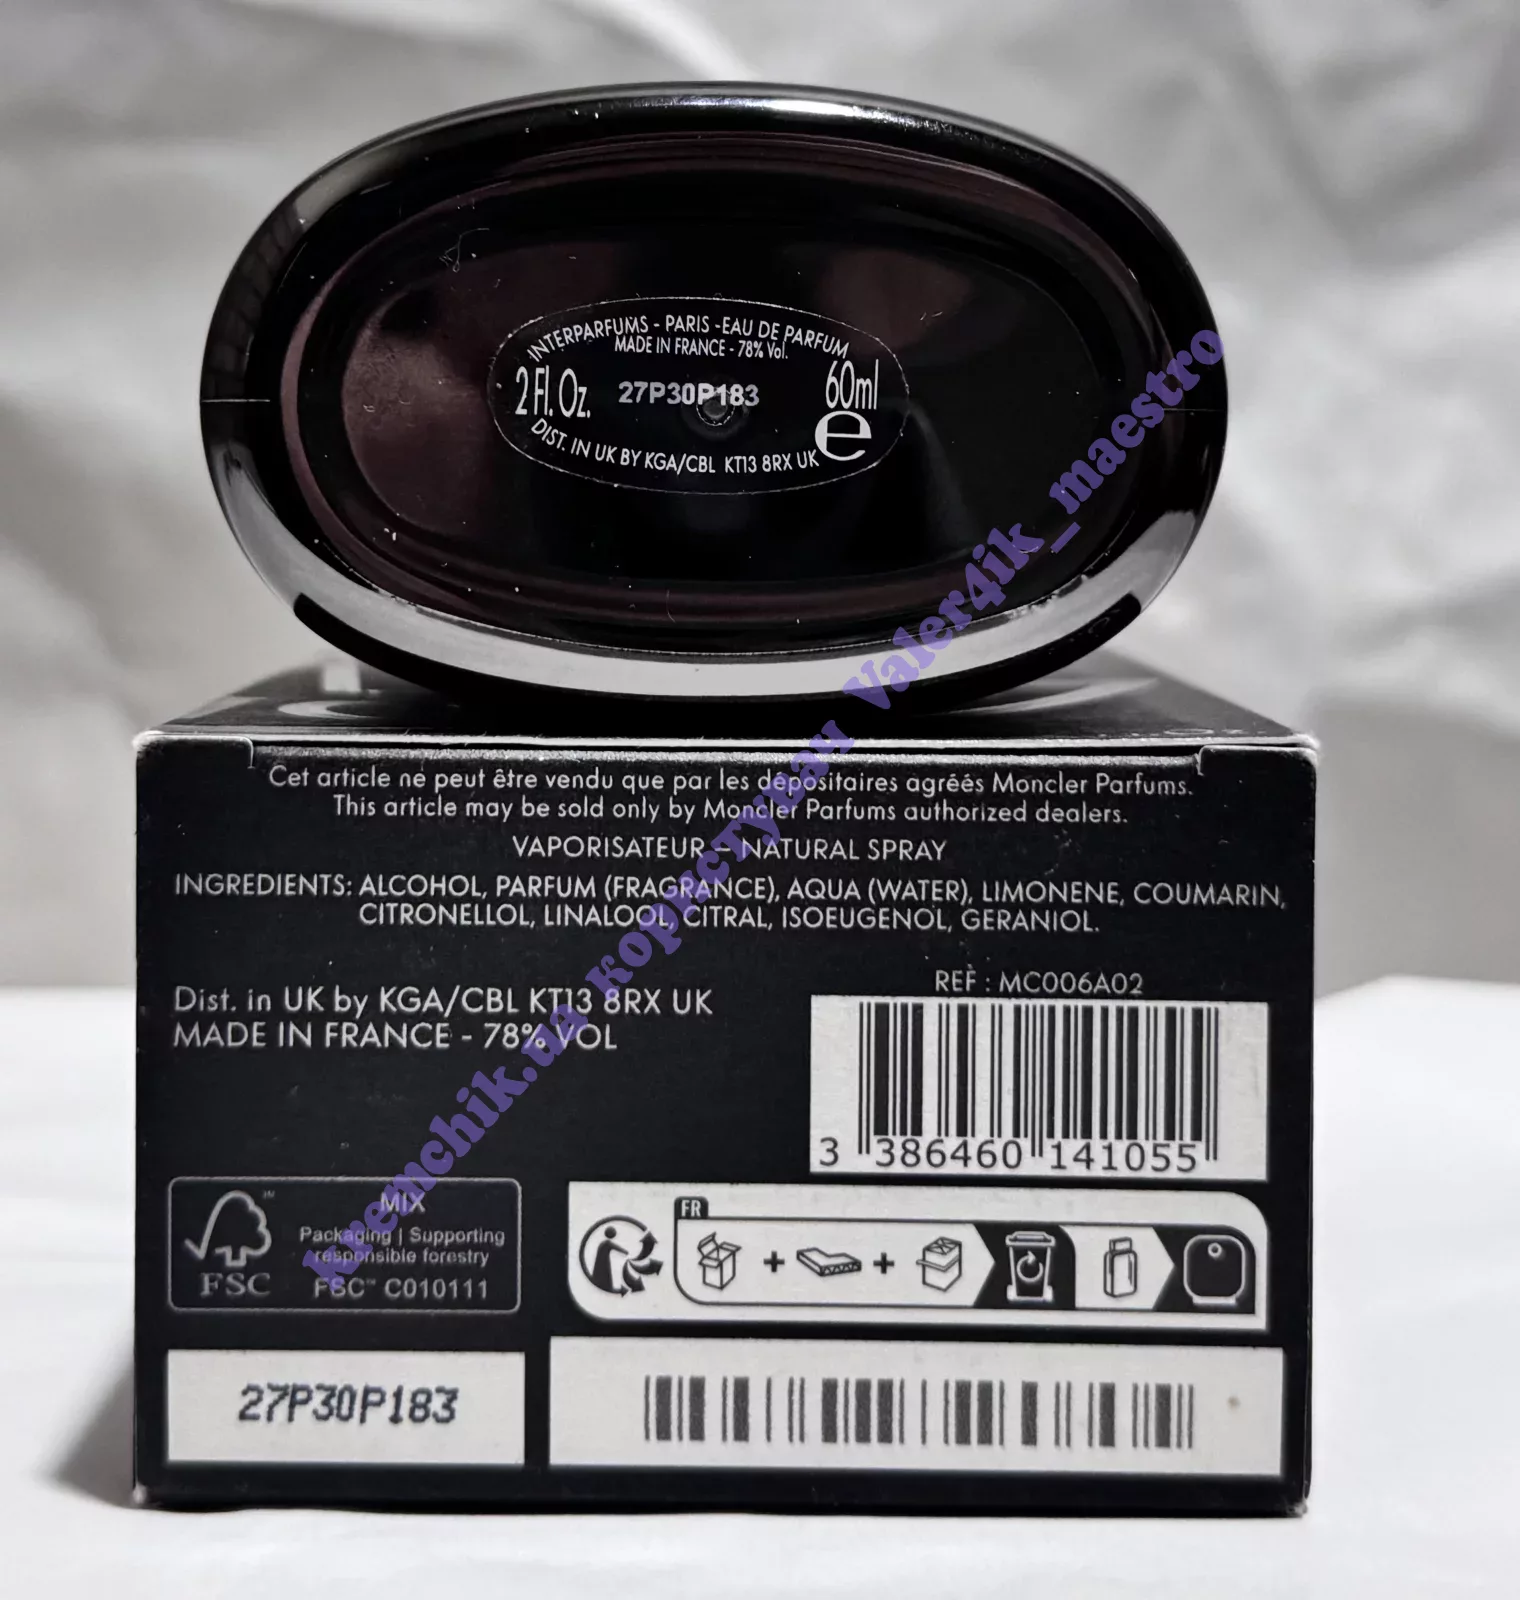 INTERPARFUMS - PARIS -EAU DE PARFUM
MADE IN FRANCE - 78% Vol.
2 Fl. Oz. 27P30P183 60ml
e
DIST. IN UK BY KGA/CBL KT13 8RX UK
Cet article ne peut être vendu que par les dépositaires agréés Moncler Parfums.
This article may be sold only by Moncler Parfums authorized dealers.
VAPORISATEUR – NATURAL SPRAY
INGREDIENTS: ALCOHOL, PARFUM (FRAGRANCE), AQUA (WATER), LIMONENE, COUMARIN,
CITRONELLOL, LINALOOL, CITRAL, ISOEUGENOL, GERANIOL.
REF : MC006A02
Dist. in UK by KGA/CBL KT13 8RX UK
MADE IN FRANCE - 78% VOL
3 386460 141055
FSC
MIX
Packaging | Supporting
responsible forestry
FSC™ C010111
FR
27P30P183
kremchik.ua користувач Valer4ik_maestro